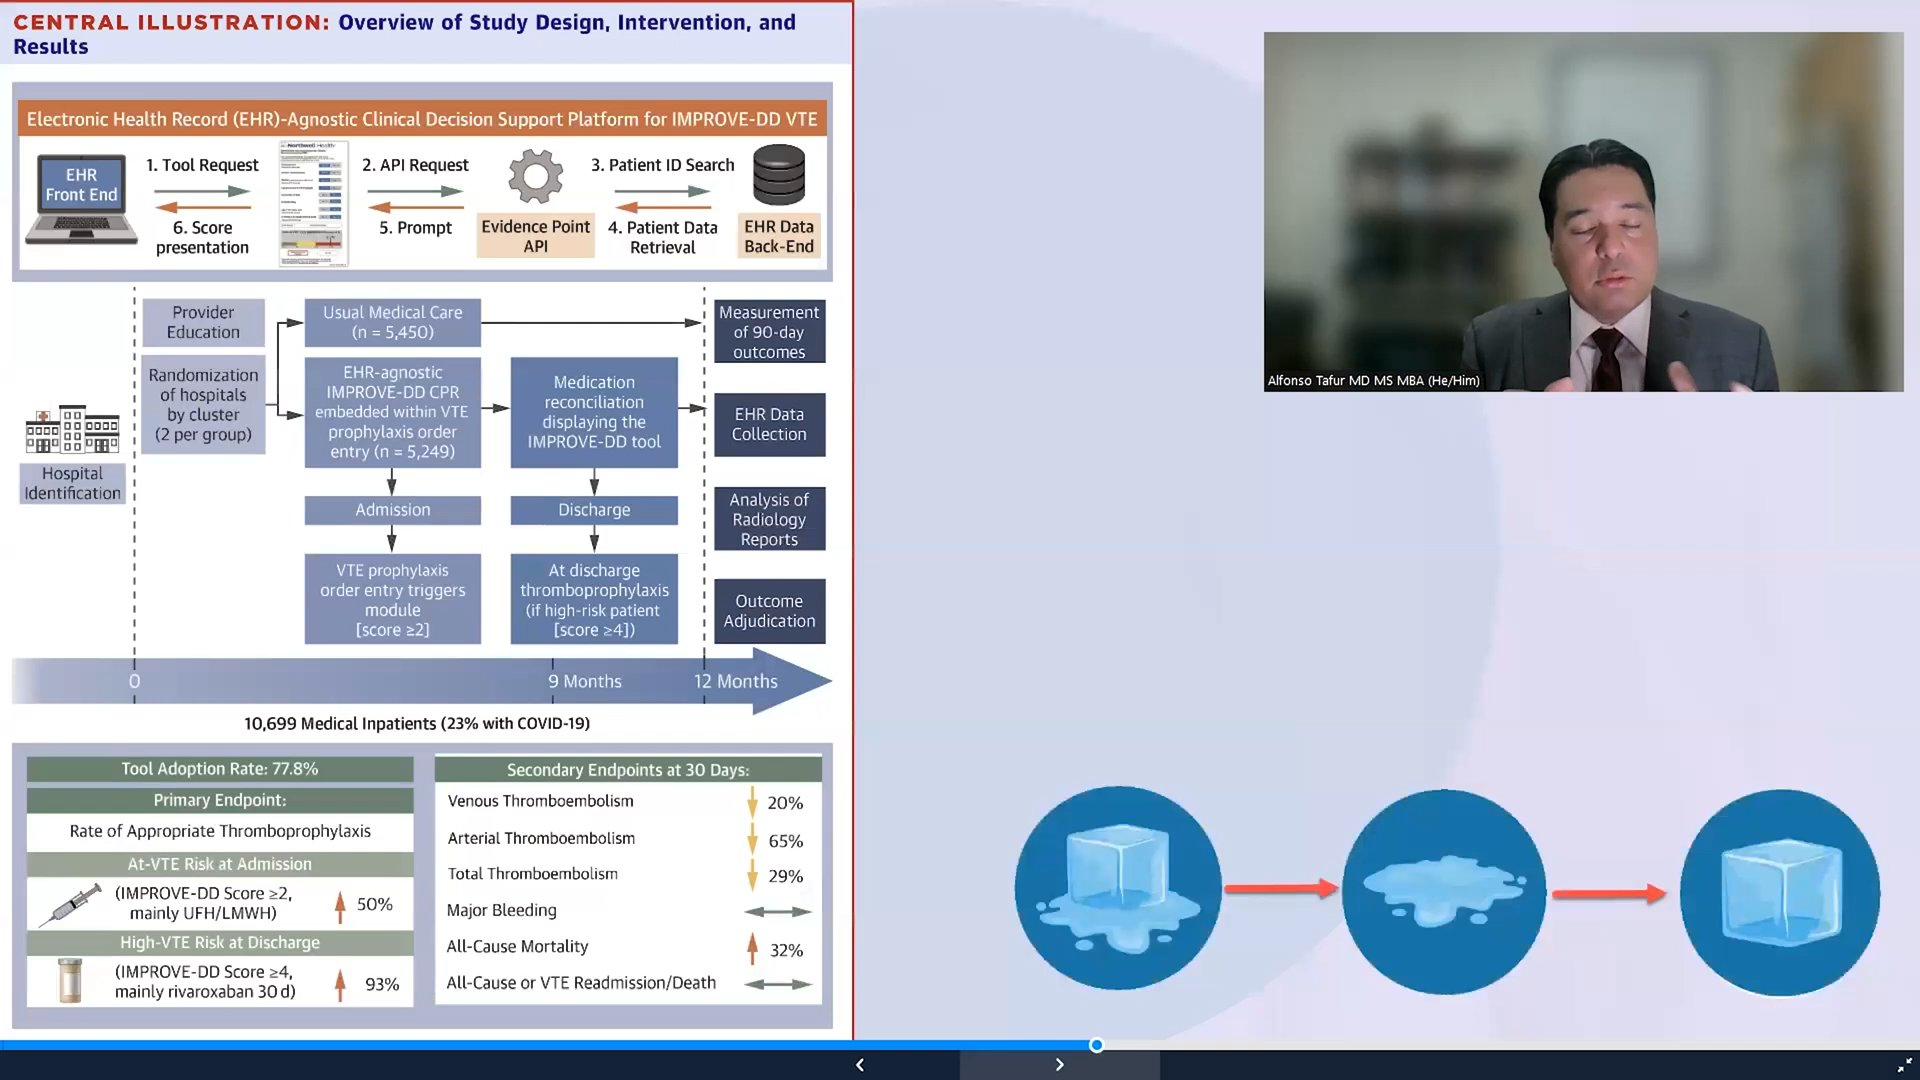 CENTRAL ILLUSTRATION: Overview of Study Design, Intervention, and
Results
Electronic Health Record (EHR)-Agnostic Clinical Decision Support Platform for IMPROVE-DD VTE
EHR
Front End
1. Tool Request
6. Score
presentation
Northwell Health
2. API Request
5. Prompt
Evidence Point
API
3. Patient ID Search
4. Patient Data
Retrieval
EHR Data
Back-End
Hospital
Identification
Provider
Education
Randomization
of hospitals
by cluster
(2 per group)
Usual Medical Care
(n = 5,450)
EHR-agnostic
IMPROVE-DD CPR
embedded within VTE
prophylaxis order
entry (n = 5,249)
Admission
VTE prophylaxis
order entry triggers
module
[score ≥2]
Medication
reconciliation
displaying the
IMPROVE-DD tool
Discharge
At discharge
thromboprophylaxis
(if high-risk patient
[score ≥4])
Measurement
of 90-day
outcomes
EHR Data
Collection
Analysis of
Radiology
Reports
Outcome
Adjudication
0
9 Months
12 Months
10,699 Medical Inpatients (23% with COVID-19)
Tool Adoption Rate: 77.8%
Primary Endpoint:
Rate of Appropriate Thromboprophylaxis
At-VTE Risk at Admission
(IMPROVE-DD Score ≥2,
mainly UFH/LMWH)
50%
High-VTE Risk at Discharge
(IMPROVE-DD Score ≥4,
mainly rivaroxaban 30 d)
93%
Secondary Endpoints at 30 Days:
Venous Thromboembolism 20%
Arterial Thromboembolism 65%
Total Thromboembolism 29%
Major Bleeding
All-Cause Mortality 32%
All-Cause or VTE Readmission/Death
Alfonso Tafur MD MS MBA (He/Him)